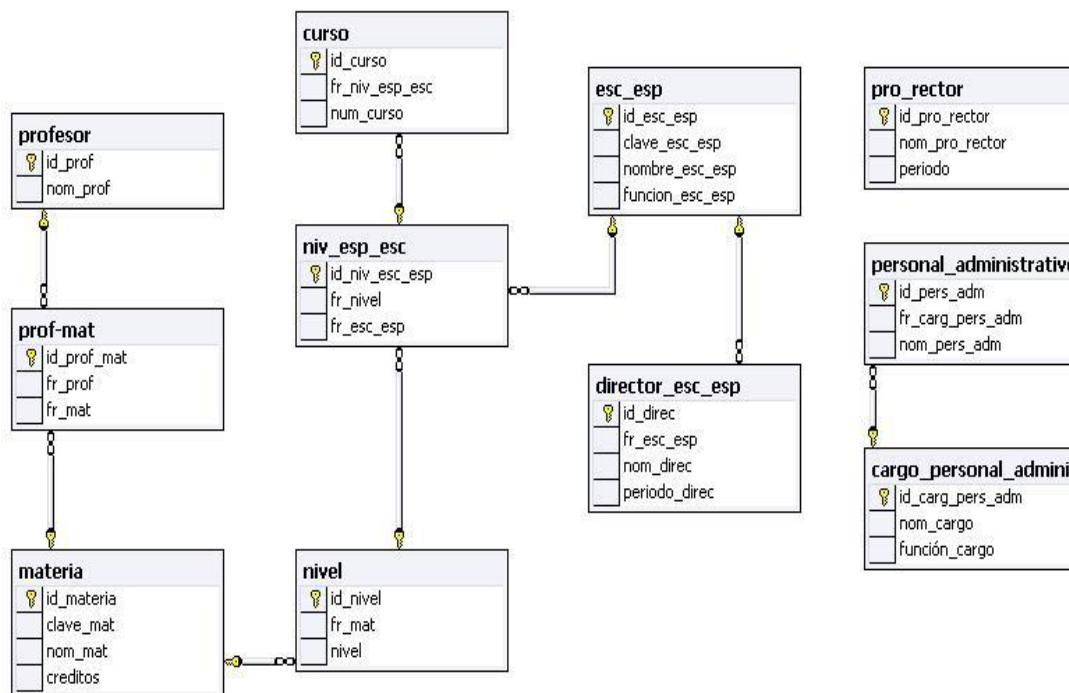 curso
id_curso
fr_niv_esp_esc
num_curso
esc_esp
id_esc_esp
clave_esc_esp
nombre_esc_esp
funcion_esc_esp
pro_rector
id_pro_rector
nom_pro_rector
periodo
profesor
id_prof
nom_prof
niv_esp_esc
id_niv_esc_esp
fr_nivel
fr_esc_esp
personal_administrativo
id_pers_adm
fr_carg_pers_adm
nom_pers_adm
prof-mat
id_prof_mat
fr_prof
fr_mat
director_esc_esp
id_direc
fr_esc_esp
nom_direc
periodo_direc
cargo_personal_admini
id_carg_pers_adm
nom_cargo
función_cargo
materia
id_materia
clave_mat
nom_mat
creditos
nivel
id_nivel
fr_mat
nivel